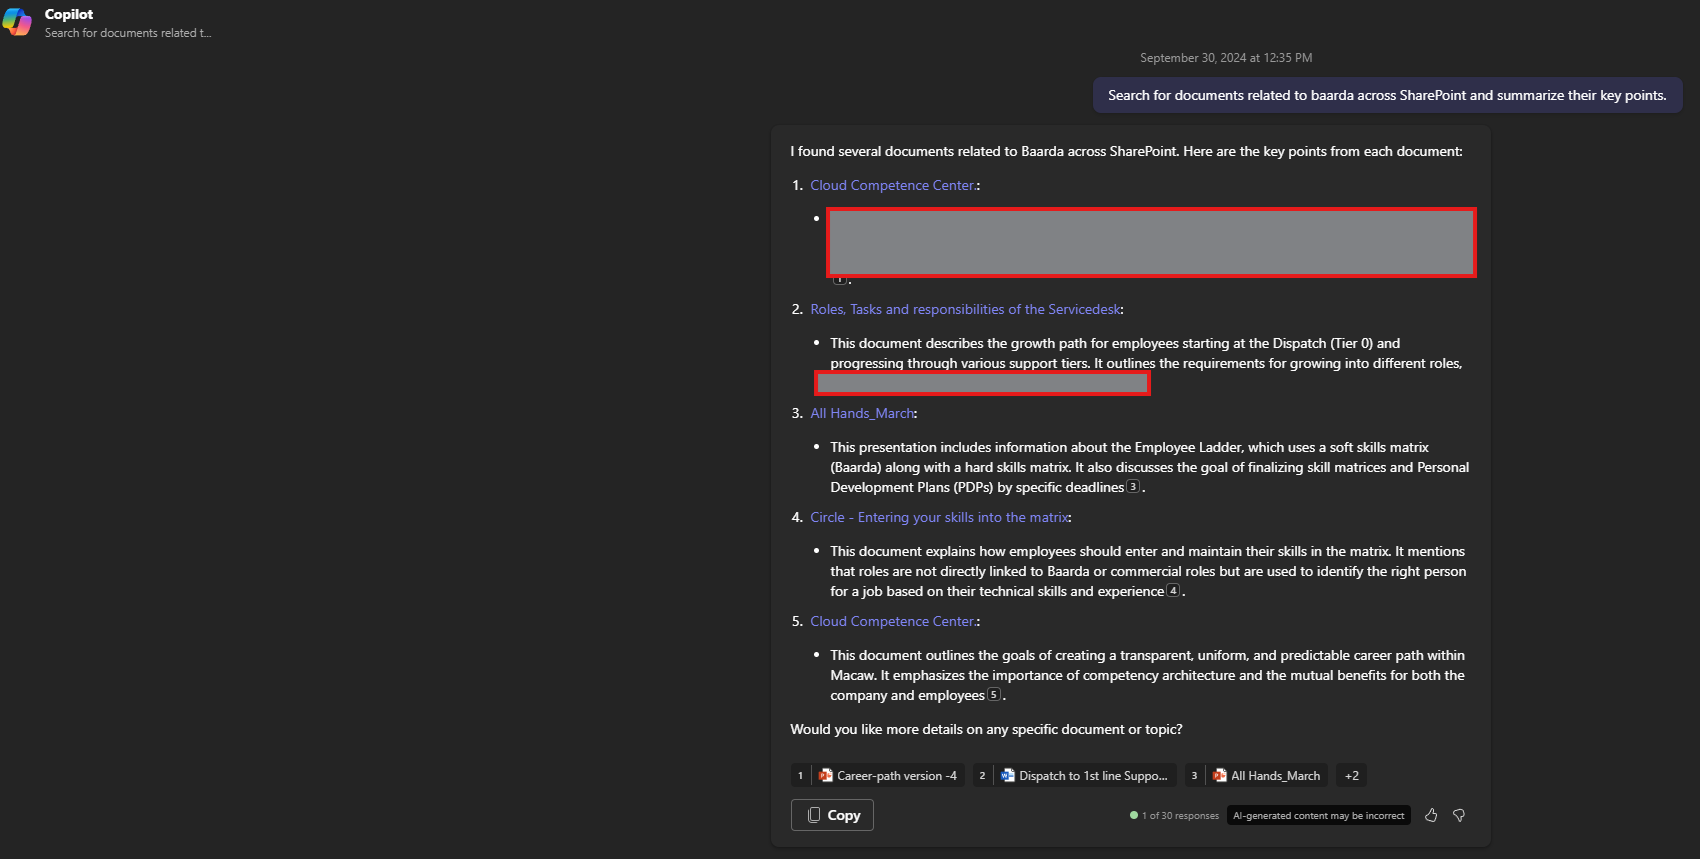 Copilot
Search for documents related t...
September 30, 2024 at 12:35 PM
Search for documents related to baarda across SharePoint and summarize their key points.
I found several documents related to Baarda across SharePoint. Here are the key points from each document:
1. Cloud Competence Center.:
1.
2. Roles, Tasks and responsibilities of the Servicedesk:
This document describes the growth path for employees starting at the Dispatch (Tier 0) and
progressing through various support tiers. It outlines the requirements for growing into different roles,
3. All Hands_March:
This presentation includes information about the Employee Ladder, which uses a soft skills matrix
(Baarda) along with a hard skills matrix. It also discusses the goal of finalizing skill matrices and Personal
Development Plans (PDPs) by specific deadlines 3 .
4. Circle - Entering your skills into the matrix:
This document explains how employees should enter and maintain their skills in the matrix. It mentions
that roles are not directly linked to Baarda or commercial roles but are used to identify the right person
for a job based on their technical skills and experience 4 .
5. Cloud Competence Center.:
This document outlines the goals of creating a transparent, uniform, and predictable career path within
Macaw. It emphasizes the importance of competency architecture and the mutual benefits for both the
company and employees 5 .
Would you like more details on any specific document or topic?
1 Career-path version -4 2 Dispatch to 1st line Suppo... 3 All Hands_March +2
Copy 1 of 30 responses AI-generated content may be incorrect